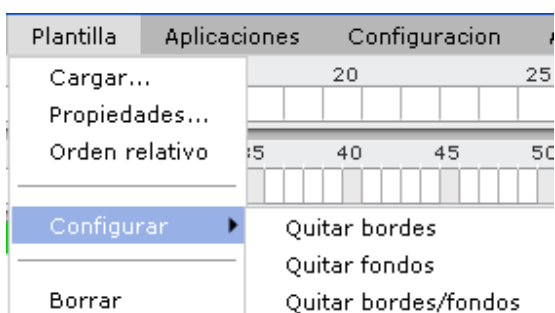 Plantilla Aplicaciones Configuracion
Cargar... 20 25
Propiedades...
Orden relativo 35 40 45 50
Configurar Quitar bordes
Quitar fondos
Borrar Quitar bordes/fondos